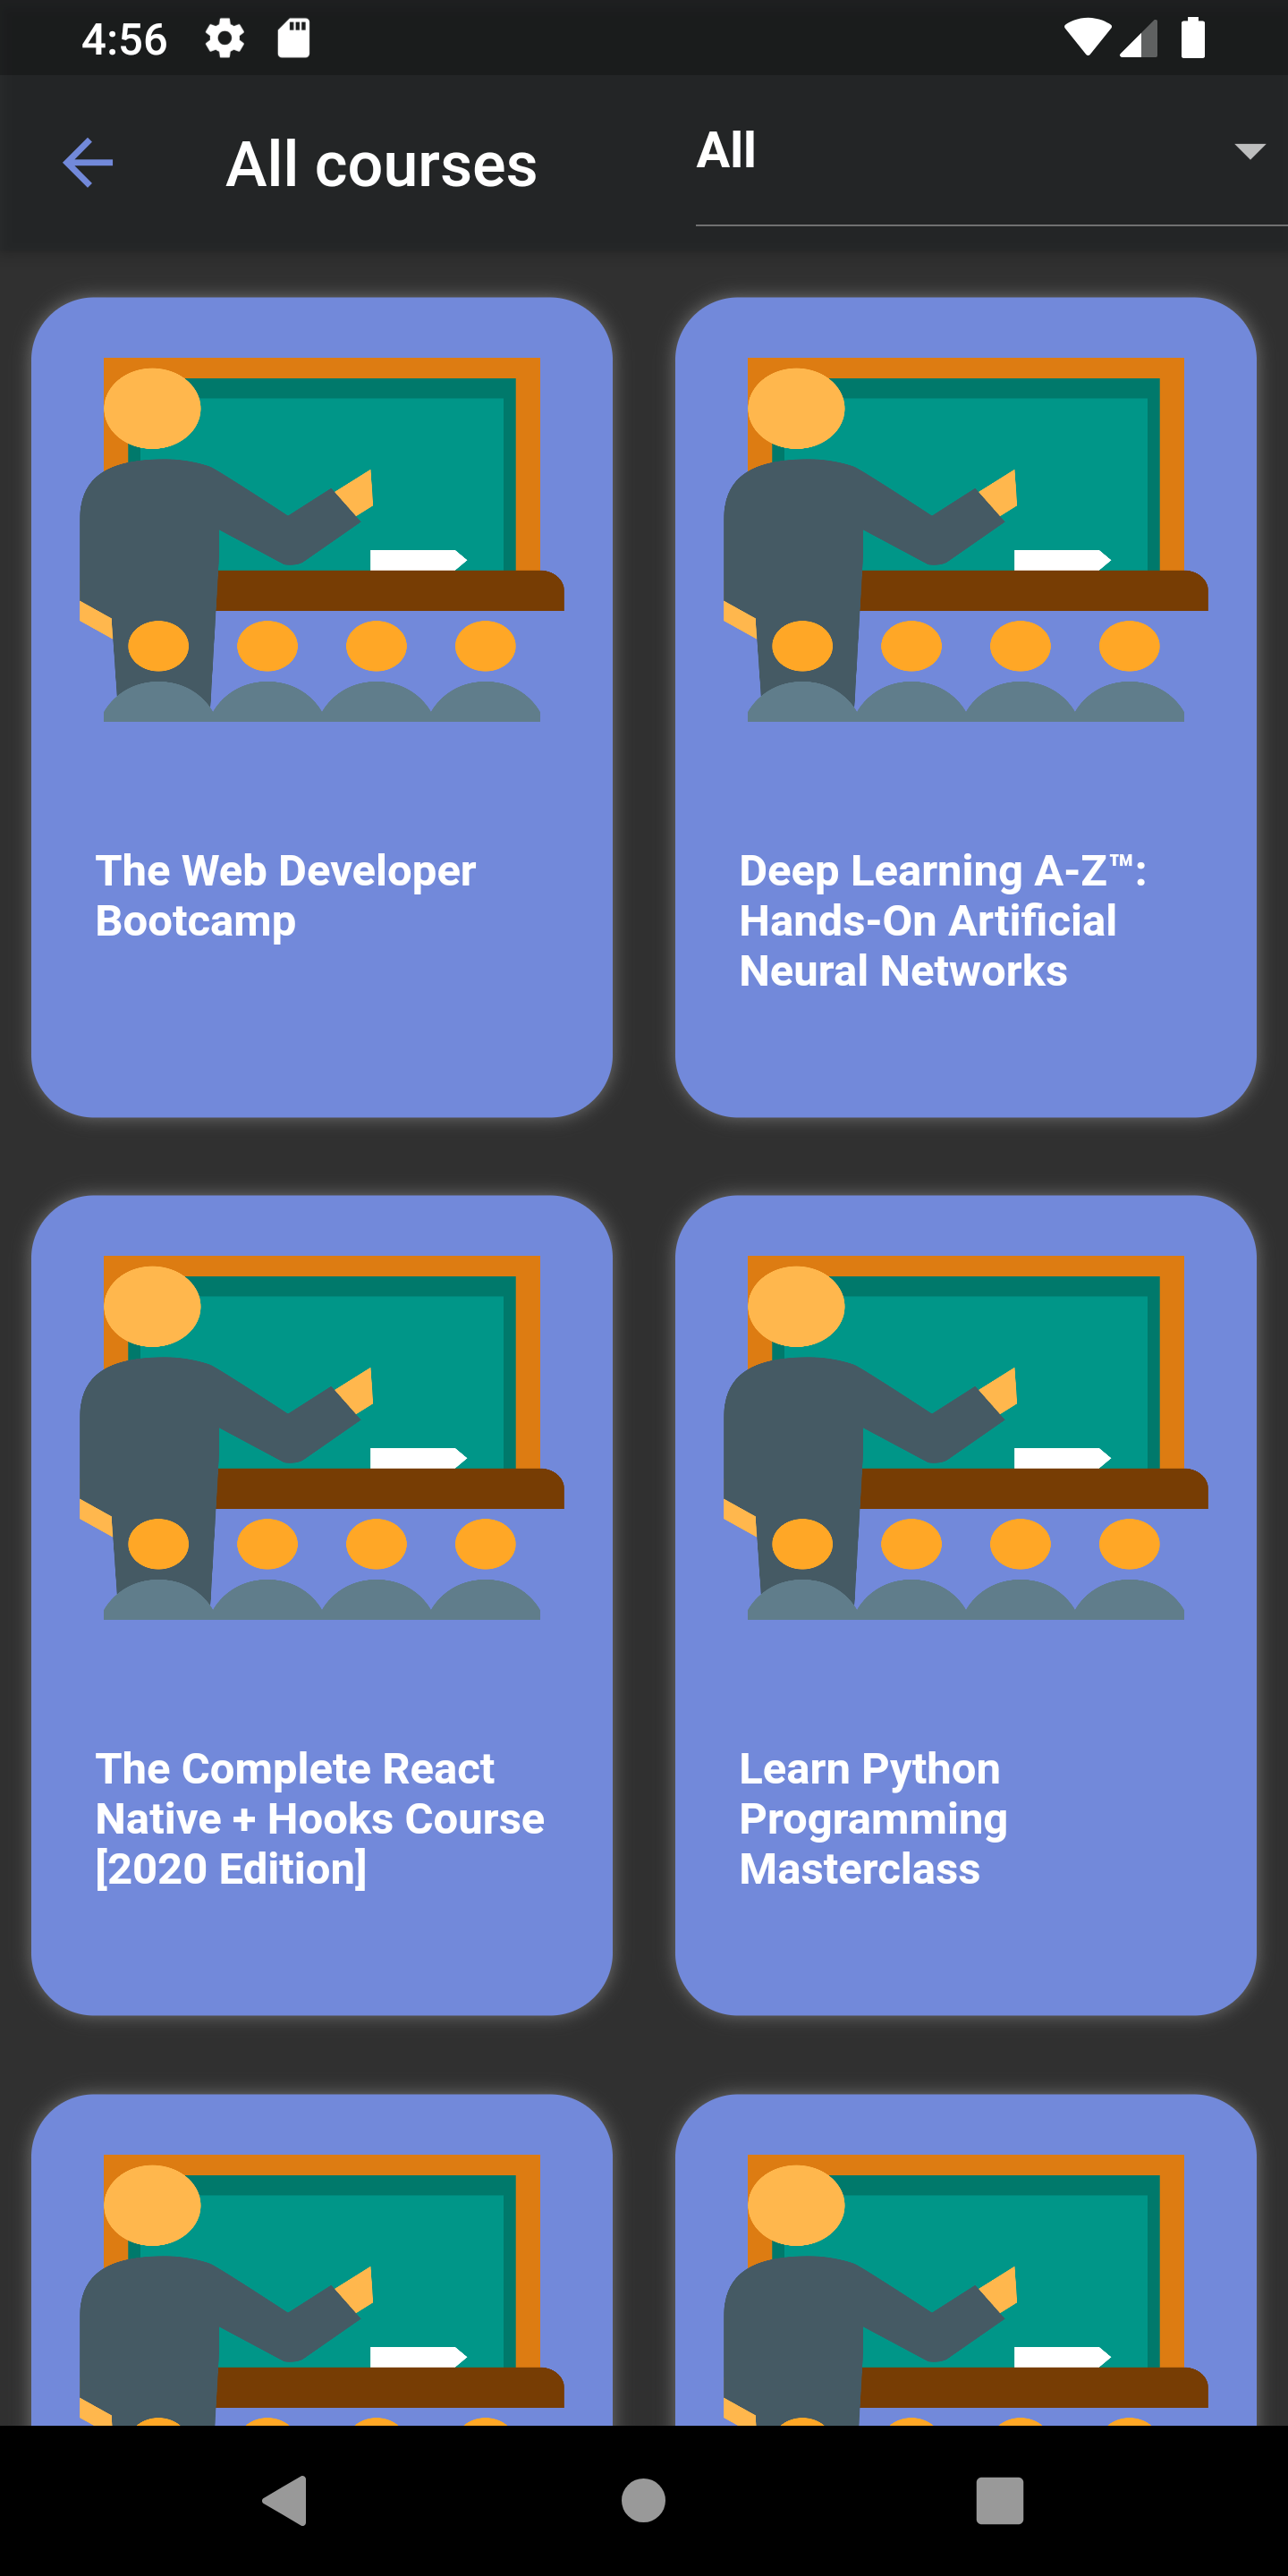 4:56
All courses
All
The Web Developer
Bootcamp
Deep Learning A-Z™:
Hands-On Artificial
Neural Networks
The Complete React
Native + Hooks Course
[2020 Edition]
Learn Python
Programming
Masterclass